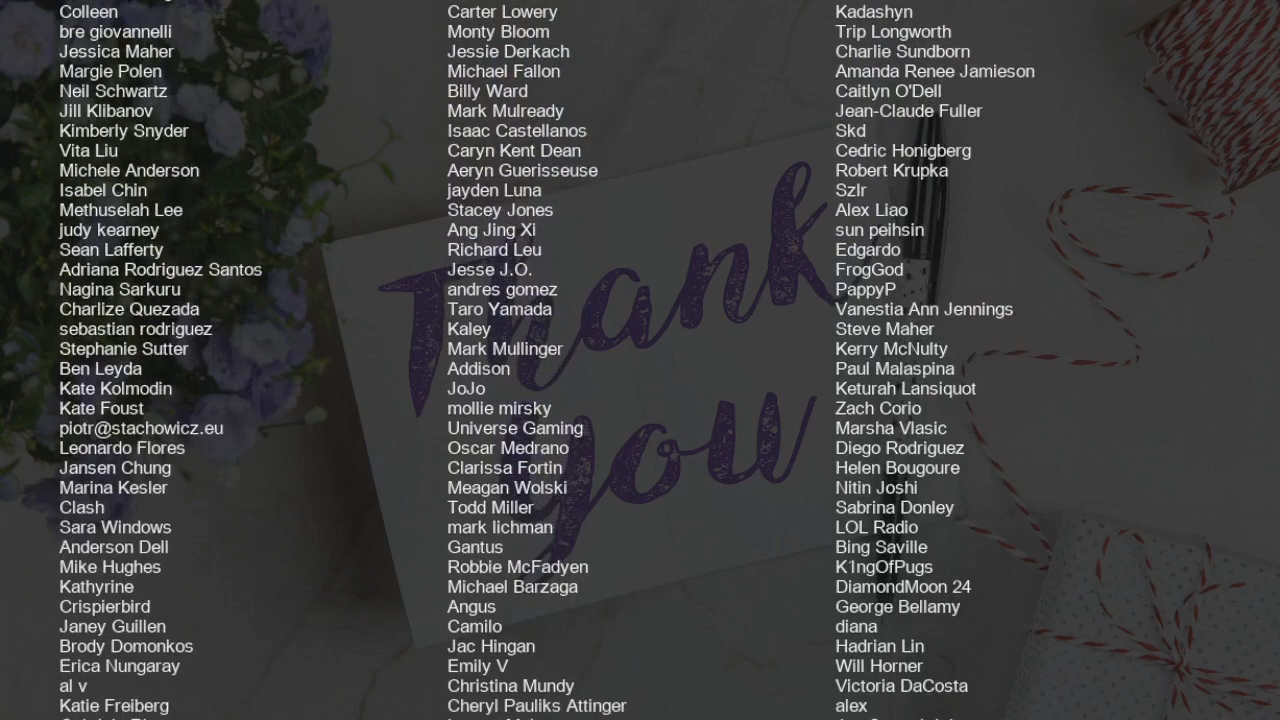 Colleen
bre giovannelli
Jessica Maher
Margie Polen
Neil Schwartz
Jill Klibanov
Kimberly Snyder
Vita Liu
Michele Anderson
Isabel Chin
Methuselah Lee
judy kearney
Sean Lafferty
Adriana Rodriguez Santos
Nagina Sarkuru
Charlize Quezada
sebastian rodriguez
Stephanie Sutter
Ben Leyda
Kate Kolmodin
Kate Foust
piotr@stachowicz.eu
Leonardo Flores
Jansen Chung
Marina Kesler
Clash
Sara Windows
Anderson Dell
Mike Hughes
Kathyrine
Crispierbird
Janey Guillen
Brody Domonkos
Erica Nungaray
al v
Katie Freiberg
Carter Lowery
Monty Bloom
Jessie Derkach
Michael Fallon
Billy Ward
Mark Mulready
Isaac Castellanos
Caryn Kent Dean
Aeryn Guerisseuse
jayden Luna
Stacey Jones
Ang Jing Xi
Richard Leu
Jesse J.O.
andres gomez
Taro Yamada
Kaley
Mark Mullinger
Addison
JoJo
mollie mirsky
Universe Gaming
Oscar Medrano
Clarissa Fortin
Meagan Wolski
Todd Miller
mark lichman
Gantus
Robbie McFadyen
Michael Barzaga
Angus
Camilo
Jac Hingan
Emily V
Christina Mundy
Cheryl Pauliks Attinger
Kadashyn
Trip Longworth
Charlie Sundborn
Amanda Renee Jamieson
Caitlyn O'Dell
Jean-Claude Fuller
Skd
Cedric Honigberg
Robert Krupka
Szlr
Alex Liao
sun peihsin
Edgardo
FrogGod
PappyP
Vanestia Ann Jennings
Steve Maher
Kerry McNulty
Paul Malaspina
Keturah Lansiquot
Zach Corio
Marsha Vlasic
Diego Rodriguez
Helen Bougoure
Nitin Joshi
Sabrina Donley
LOL Radio
Bing Saville
K1ngOfPugs
DiamondMoon 24
George Bellamy
diana
Hadrian Lin
Will Horner
Victoria DaCosta
alex
Thank
you